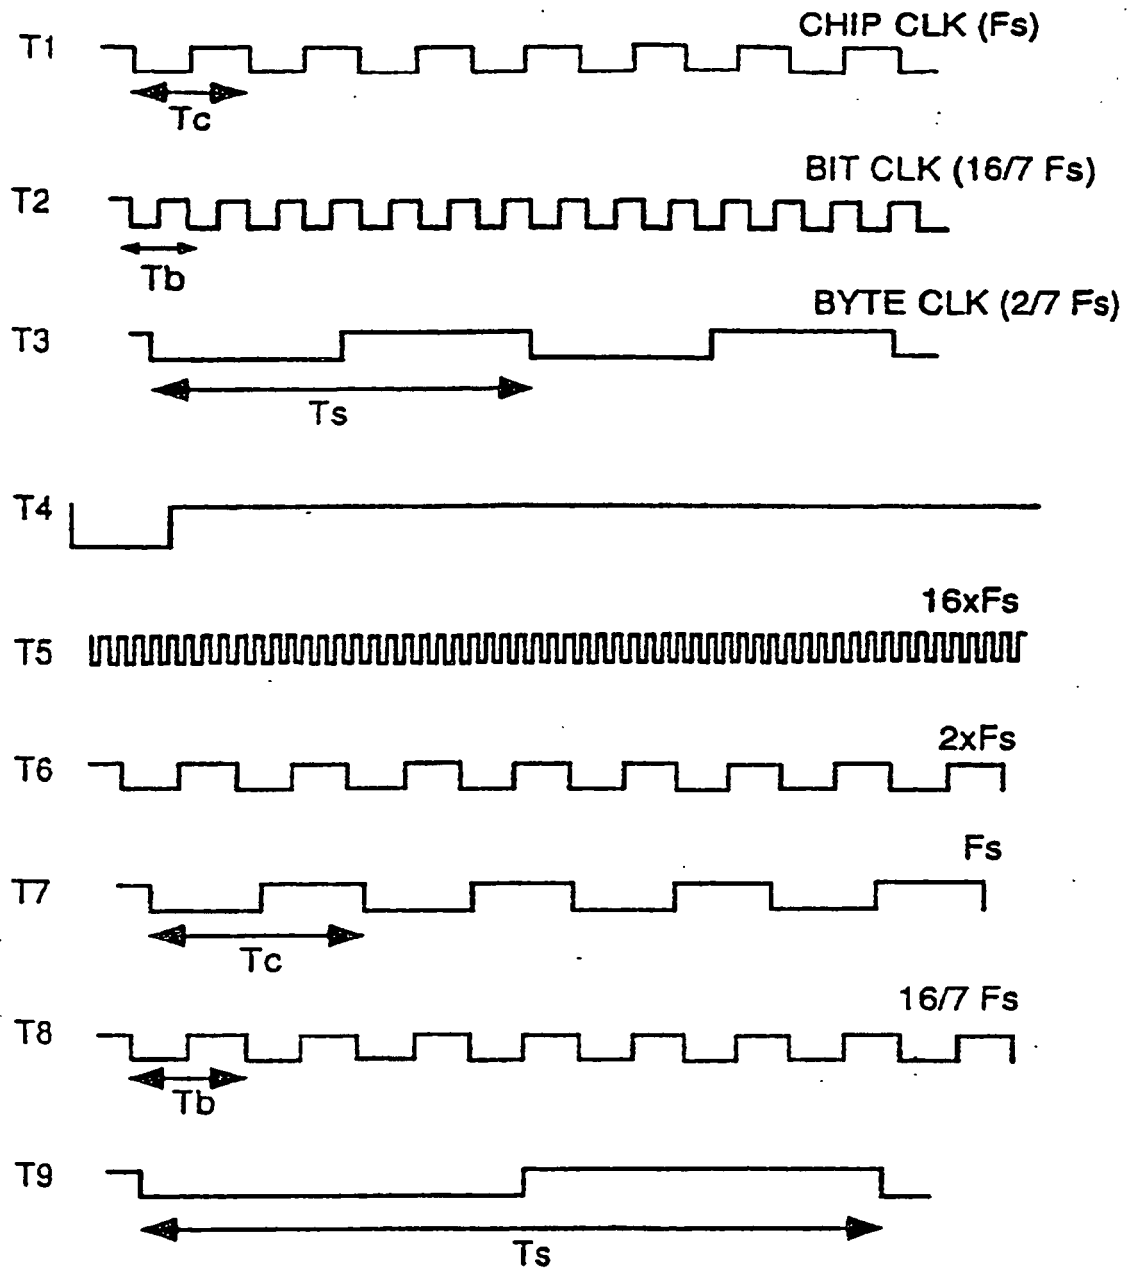 T1 CHIP CLK (Fs)
Tc
T2 BIT CLK (16/7 Fs)
Tb
T3 BYTE CLK (2/7 Fs)
Ts
T4
T5 16xFs
T6 2xFs
T7 Fs
Tc
T8 16/7 Fs
Tb
T9
Ts